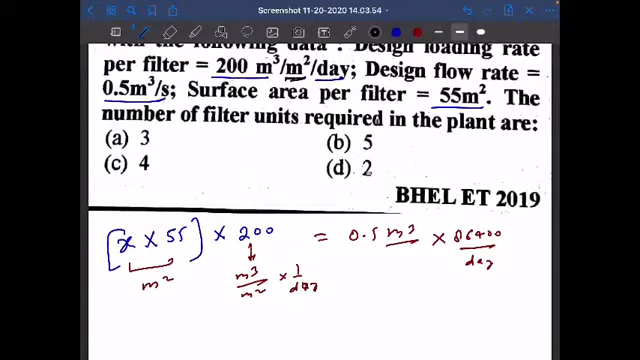 Screenshot 11-20-2020 14.03.54
with the following data : Design loading rate
per filter = 200 m³/m²/day; Design flow rate =
0.5m³/s; Surface area per filter = 55m². The
number of filter units required in the plant are:
(a) 3 (b) 5
(c) 4 (d) 2
BHEL ET 2019
[x × 55] × 200 = 0.5 m3 × 86400
day
m2
m3/m2 × 1/day